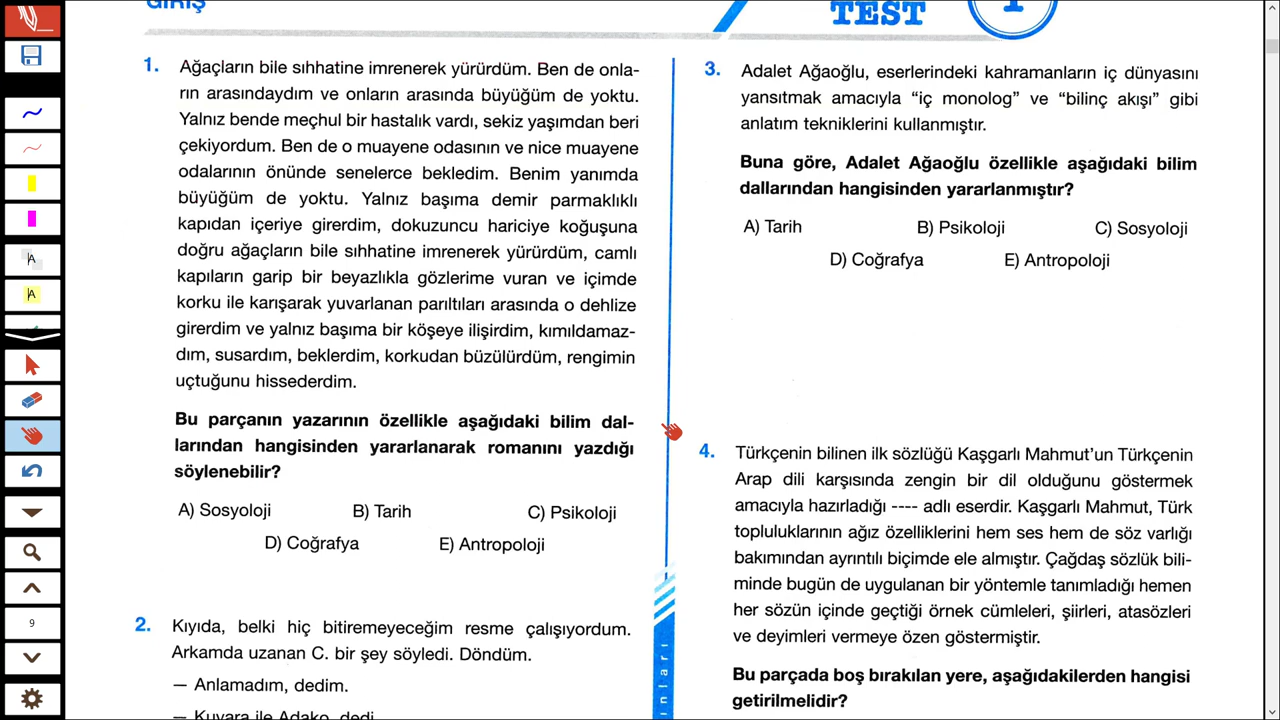 GİRİŞ
TEST
1
1. Ağaçların bile sıhhatine imrenerek yürürdüm. Ben de onla-
rın arasındaydım ve onların arasında büyüğüm de yoktu.
Yalnız bende meçhul bir hastalık vardı, sekiz yaşımdan beri
çekiyordum. Ben de o muayene odasının ve nice muayene
odalarının önünde senelerce bekledim. Benim yanımda
büyüğüm de yoktu. Yalnız başıma demir parmaklıklı
kapıdan içeriye girerdim, dokuzuncu hariciye koğuşuna
doğru ağaçların bile sıhhatine imrenerek yürürdüm, camlı
kapıların garip bir beyazlıkla gözlerime vuran ve içimde
korku ile karışarak yuvarlanan parıltıları arasında o dehlize
girerdim ve yalnız başıma bir köşeye ilişirdim, kımıldamaz-
dım, susardım, beklerdim, korkudan büzülürdüm, rengimin
uçtuğunu hissederdim.
Bu parçanın yazarının özellikle aşağıdaki bilim dal-
larından hangisinden yararlanarak romanını yazdığı
söylenebilir?
A) Sosyoloji B) Tarih C) Psikoloji
D) Coğrafya E) Antropoloji
2. Kıyıda, belki hiç bitiremeyeceğim resme çalışıyordum.
Arkamda uzanan C. bir şey söyledi. Döndüm.
— Anlamadım, dedim.
— Kuvara ile Adako, dedi
3. Adalet Ağaoğlu, eserlerindeki kahramanların iç dünyasını
yansıtmak amacıyla “iç monolog” ve “bilinç akışı” gibi
anlatım tekniklerini kullanmıştır.
Buna göre, Adalet Ağaoğlu özellikle aşağıdaki bilim
dallarından hangisinden yararlanmıştır?
A) Tarih B) Psikoloji C) Sosyoloji
D) Coğrafya E) Antropoloji
4. Türkçenin bilinen ilk sözlüğü Kaşgarlı Mahmut’un Türkçenin
Arap dili karşısında zengin bir dil olduğunu göstermek
amacıyla hazırladığı ---- adlı eserdir. Kaşgarlı Mahmut, Türk
topluluklarının ağız özelliklerini hem ses hem de söz varlığı
bakımından ayrıntılı biçimde ele almıştır. Çağdaş sözlük bili-
minde bugün de uygulanan bir yöntemle tanımladığı hemen
her sözün içinde geçtiği örnek cümleleri, şiirleri, atasözleri
ve deyimleri vermeye özen göstermiştir.
Bu parçada boş bırakılan yere, aşağıdakilerden hangisi
getirilmelidir?
ınları
A
A
9